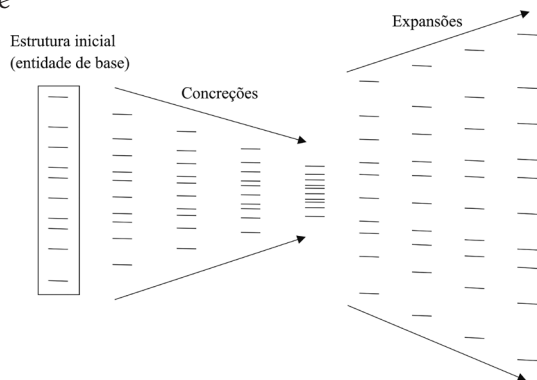 Expansões
Estrutura inicial
(entidade de base)
Concreções